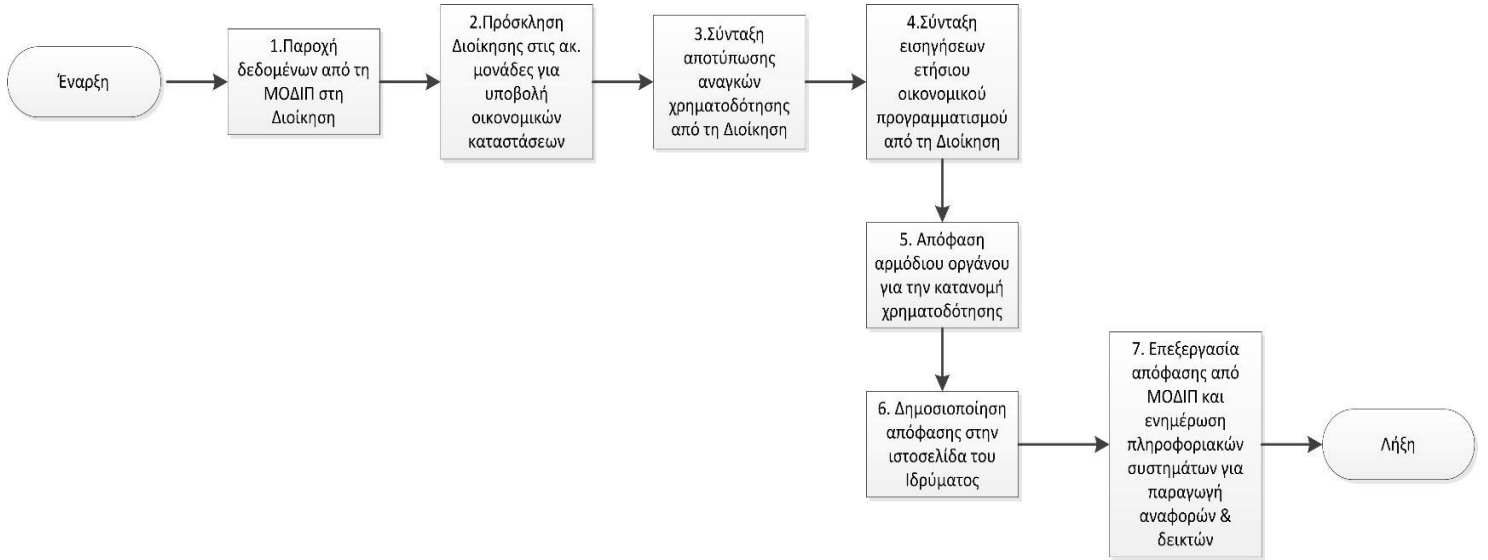 Έναρξη
1.Παροχή
δεδομένων από τη
ΜΟΔΙΠ στη
Διοίκηση
2.Πρόσκληση
Διοίκησης στις ακ.
μονάδες για
υποβολή
οικονομικών
καταστάσεων
3.Σύνταξη
αποτύπωσης
αναγκών
χρηματοδότησης
από τη Διοίκηση
4.Σύνταξη
εισηγήσεων
ετήσιου
οικονομικού
προγραμματισμού
από τη Διοίκηση
5. Απόφαση
αρμόδιου οργάνου
για την κατανομή
χρηματοδότησης
6. Δημοσιοποίηση
απόφασης στην
ιστοσελίδα του
Ιδρύματος
7. Επεξεργασία
απόφασης από
ΜΟΔΙΠ και
ενημέρωση
πληροφοριακών
συστημάτων για
παραγωγή
αναφορών &
δεικτών
Λήξη